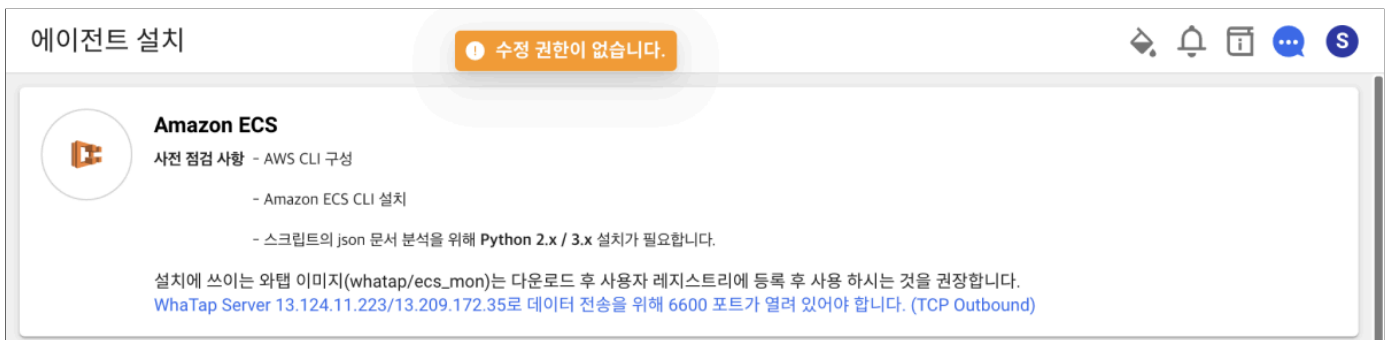 에이전트 설치
수정 권한이 없습니다.
S
Amazon ECS
사전 점검 사항 - AWS CLI 구성
- Amazon ECS CLI 설치
- 스크립트의 json 문서 분석을 위해 Python 2.x / 3.x 설치가 필요합니다.
설치에 쓰이는 와탭 이미지(whatap/ecs_mon)는 다운로드 후 사용자 레지스트리에 등록 후 사용 하시는 것을 권장합니다.
WhaTap Server 13.124.11.223/13.209.172.35로 데이터 전송을 위해 6600 포트가 열려 있어야 합니다. (TCP Outbound)